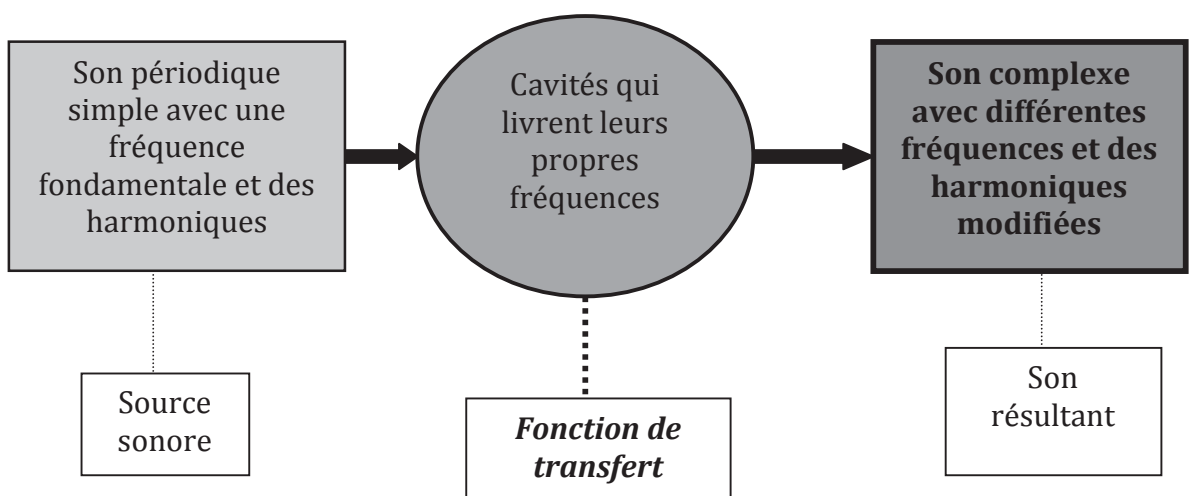 Son périodique
simple avec une
fréquence
fondamentale et des
harmoniques
Cavités qui
livrent leurs
propres
fréquences
Son complexe
avec différentes
fréquences et des
harmoniques
modifiées
Source
sonore
Fonction de
transfert
Son
résultant